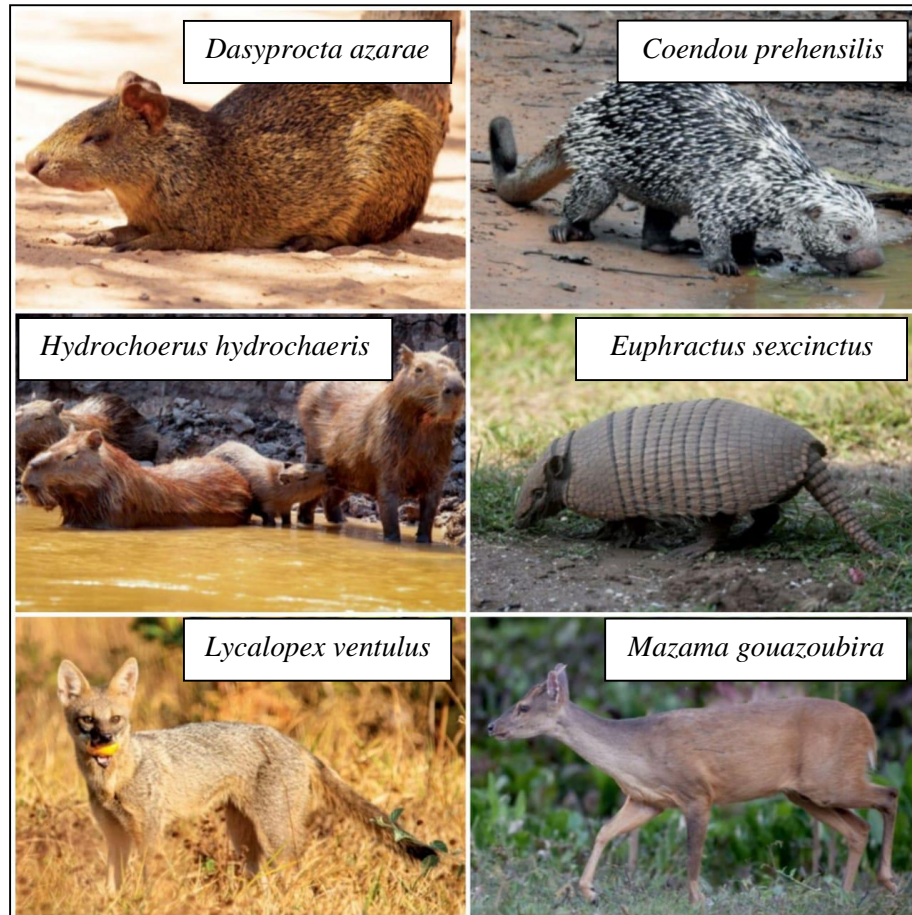 Dasyprocta azarae
Coendou prehensilis
Hydrochoerus hydrochaeris
Euphractus sexcinctus
Lycalopex ventulus
Mazama gouazoubira